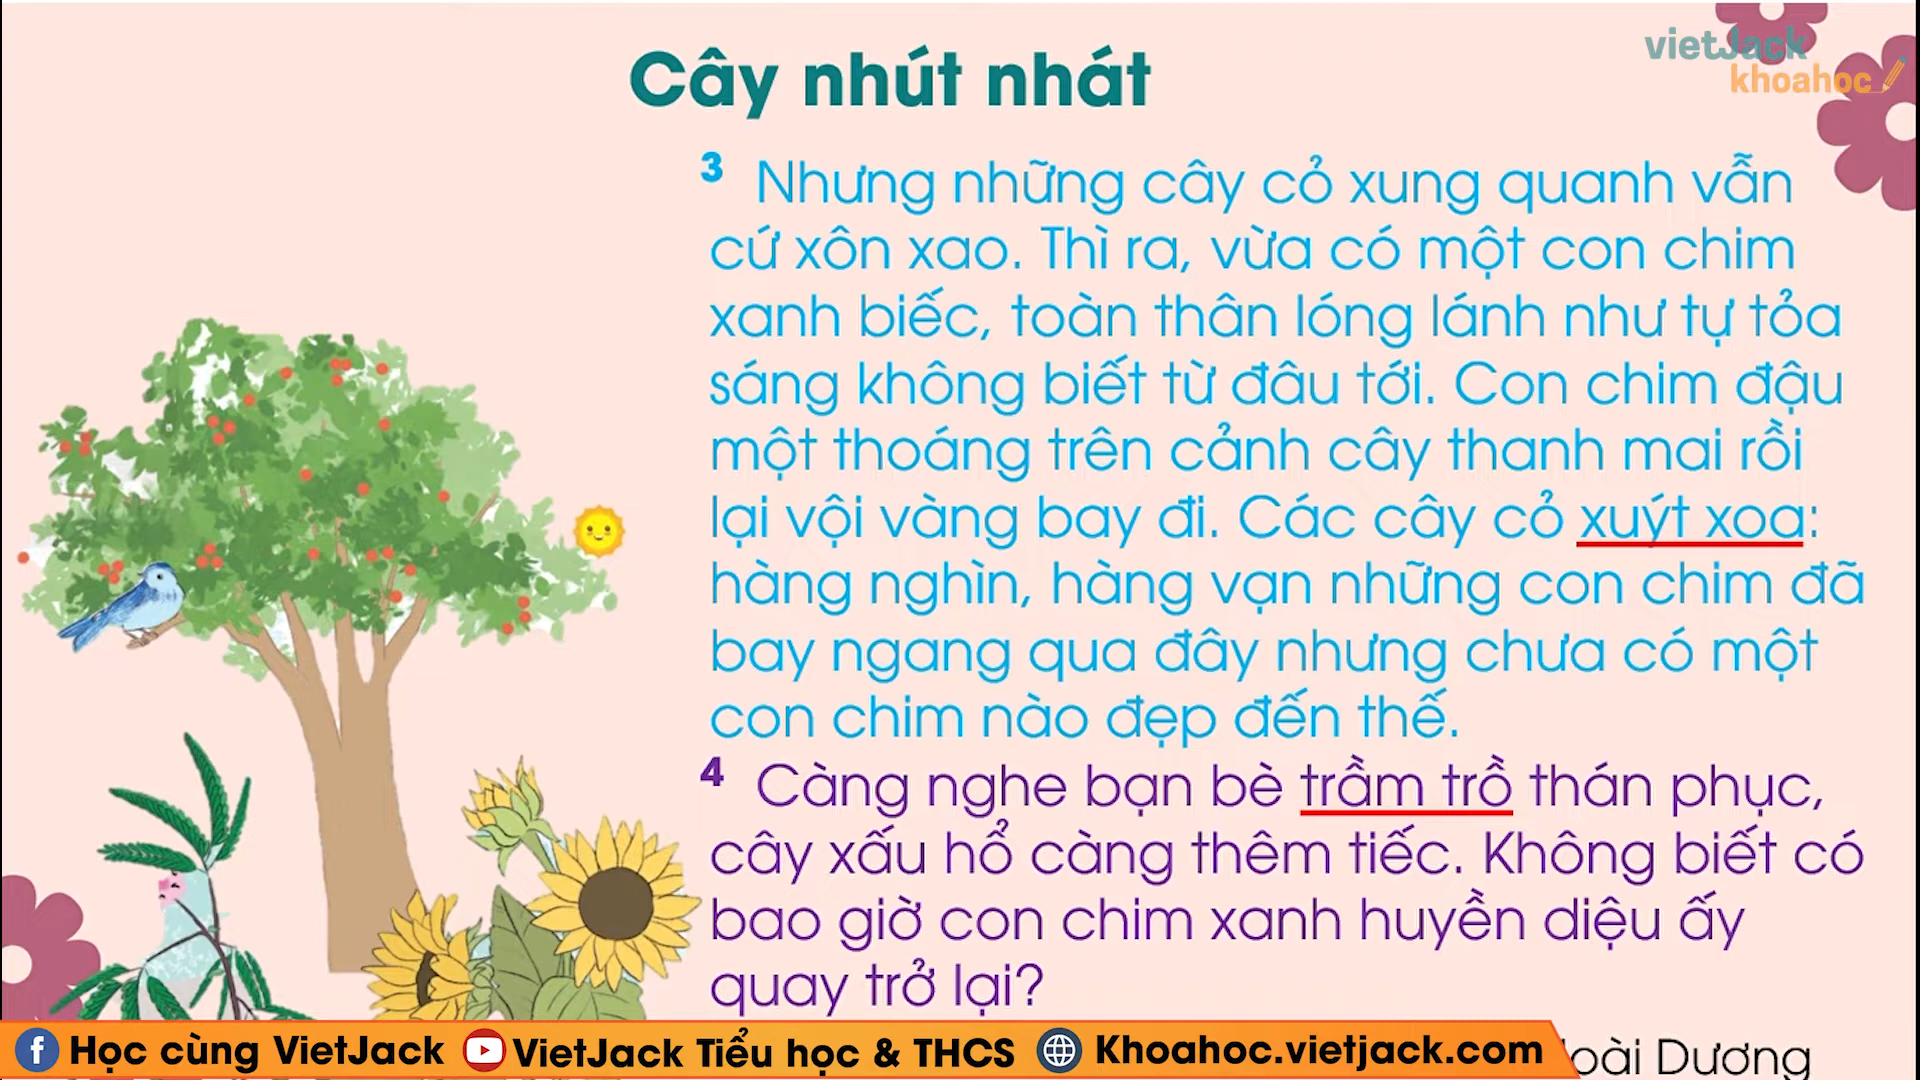 vietJack
khoahoc
Cây nhút nhát
3 Nhưng những cây cỏ xung quanh vẫn
cứ xôn xao. Thì ra, vừa có một con chim
xanh biếc, toàn thân lóng lánh như tự tỏa
sáng không biết từ đâu tới. Con chim đậu
một thoáng trên cảnh cây thanh mai rồi
lại vội vàng bay đi. Các cây cỏ xuýt xoa:
hàng nghìn, hàng vạn những con chim đã
bay ngang qua đây nhưng chưa có một
con chim nào đẹp đến thế.
4 Càng nghe bạn bè trầm trồ thán phục,
cây xấu hổ càng thêm tiếc. Không biết có
bao giờ con chim xanh huyền diệu ấy
quay trở lại?
Học cùng VietJack VietJack Tiểu học & THCS Khoahoc.vietjack.com
Dương